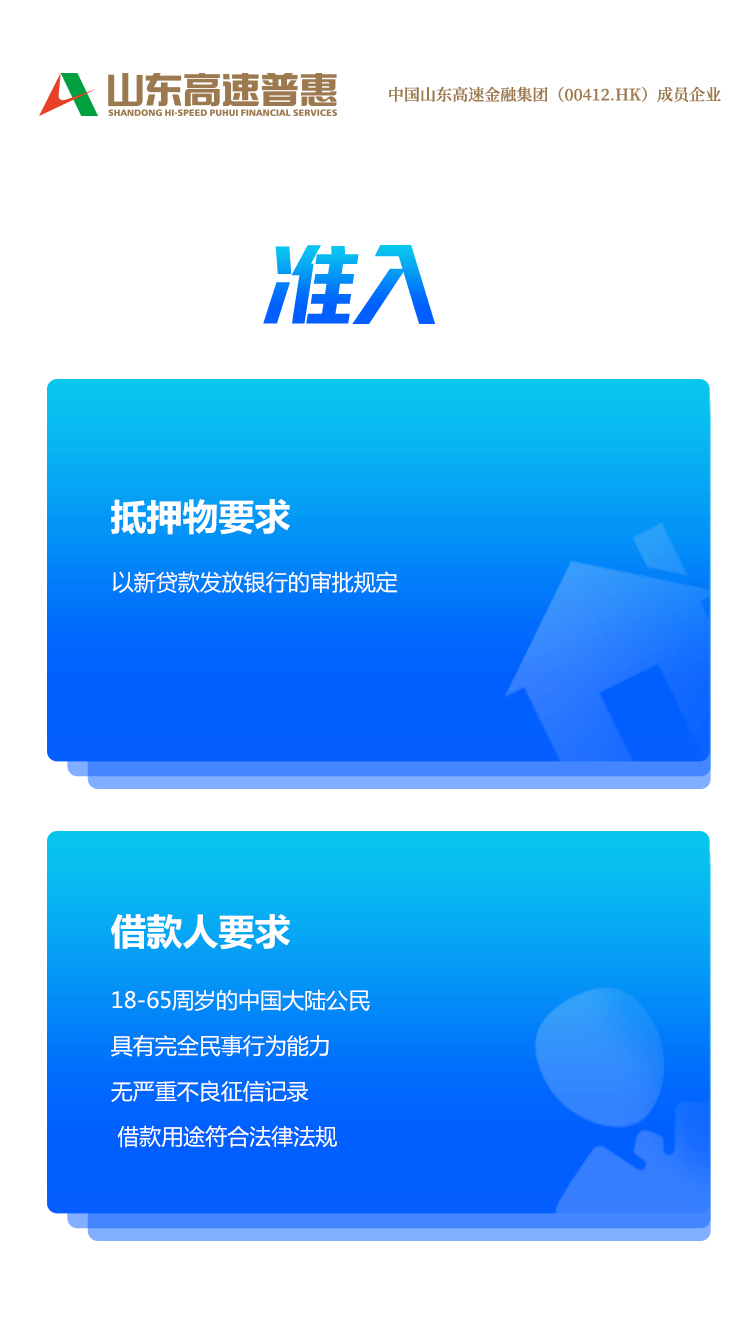 山东高速普惠
SHANDONG HI-SPEED PUHUI FINANCIAL SERVICES
中国山东高速金融集团（00412.HK）成员企业
准入
抵押物要求
以新贷款发放银行的审批规定
借款人要求
18-65周岁的中国大陆公民
具有完全民事行为能力
无严重不良征信记录
借款用途符合法律法规